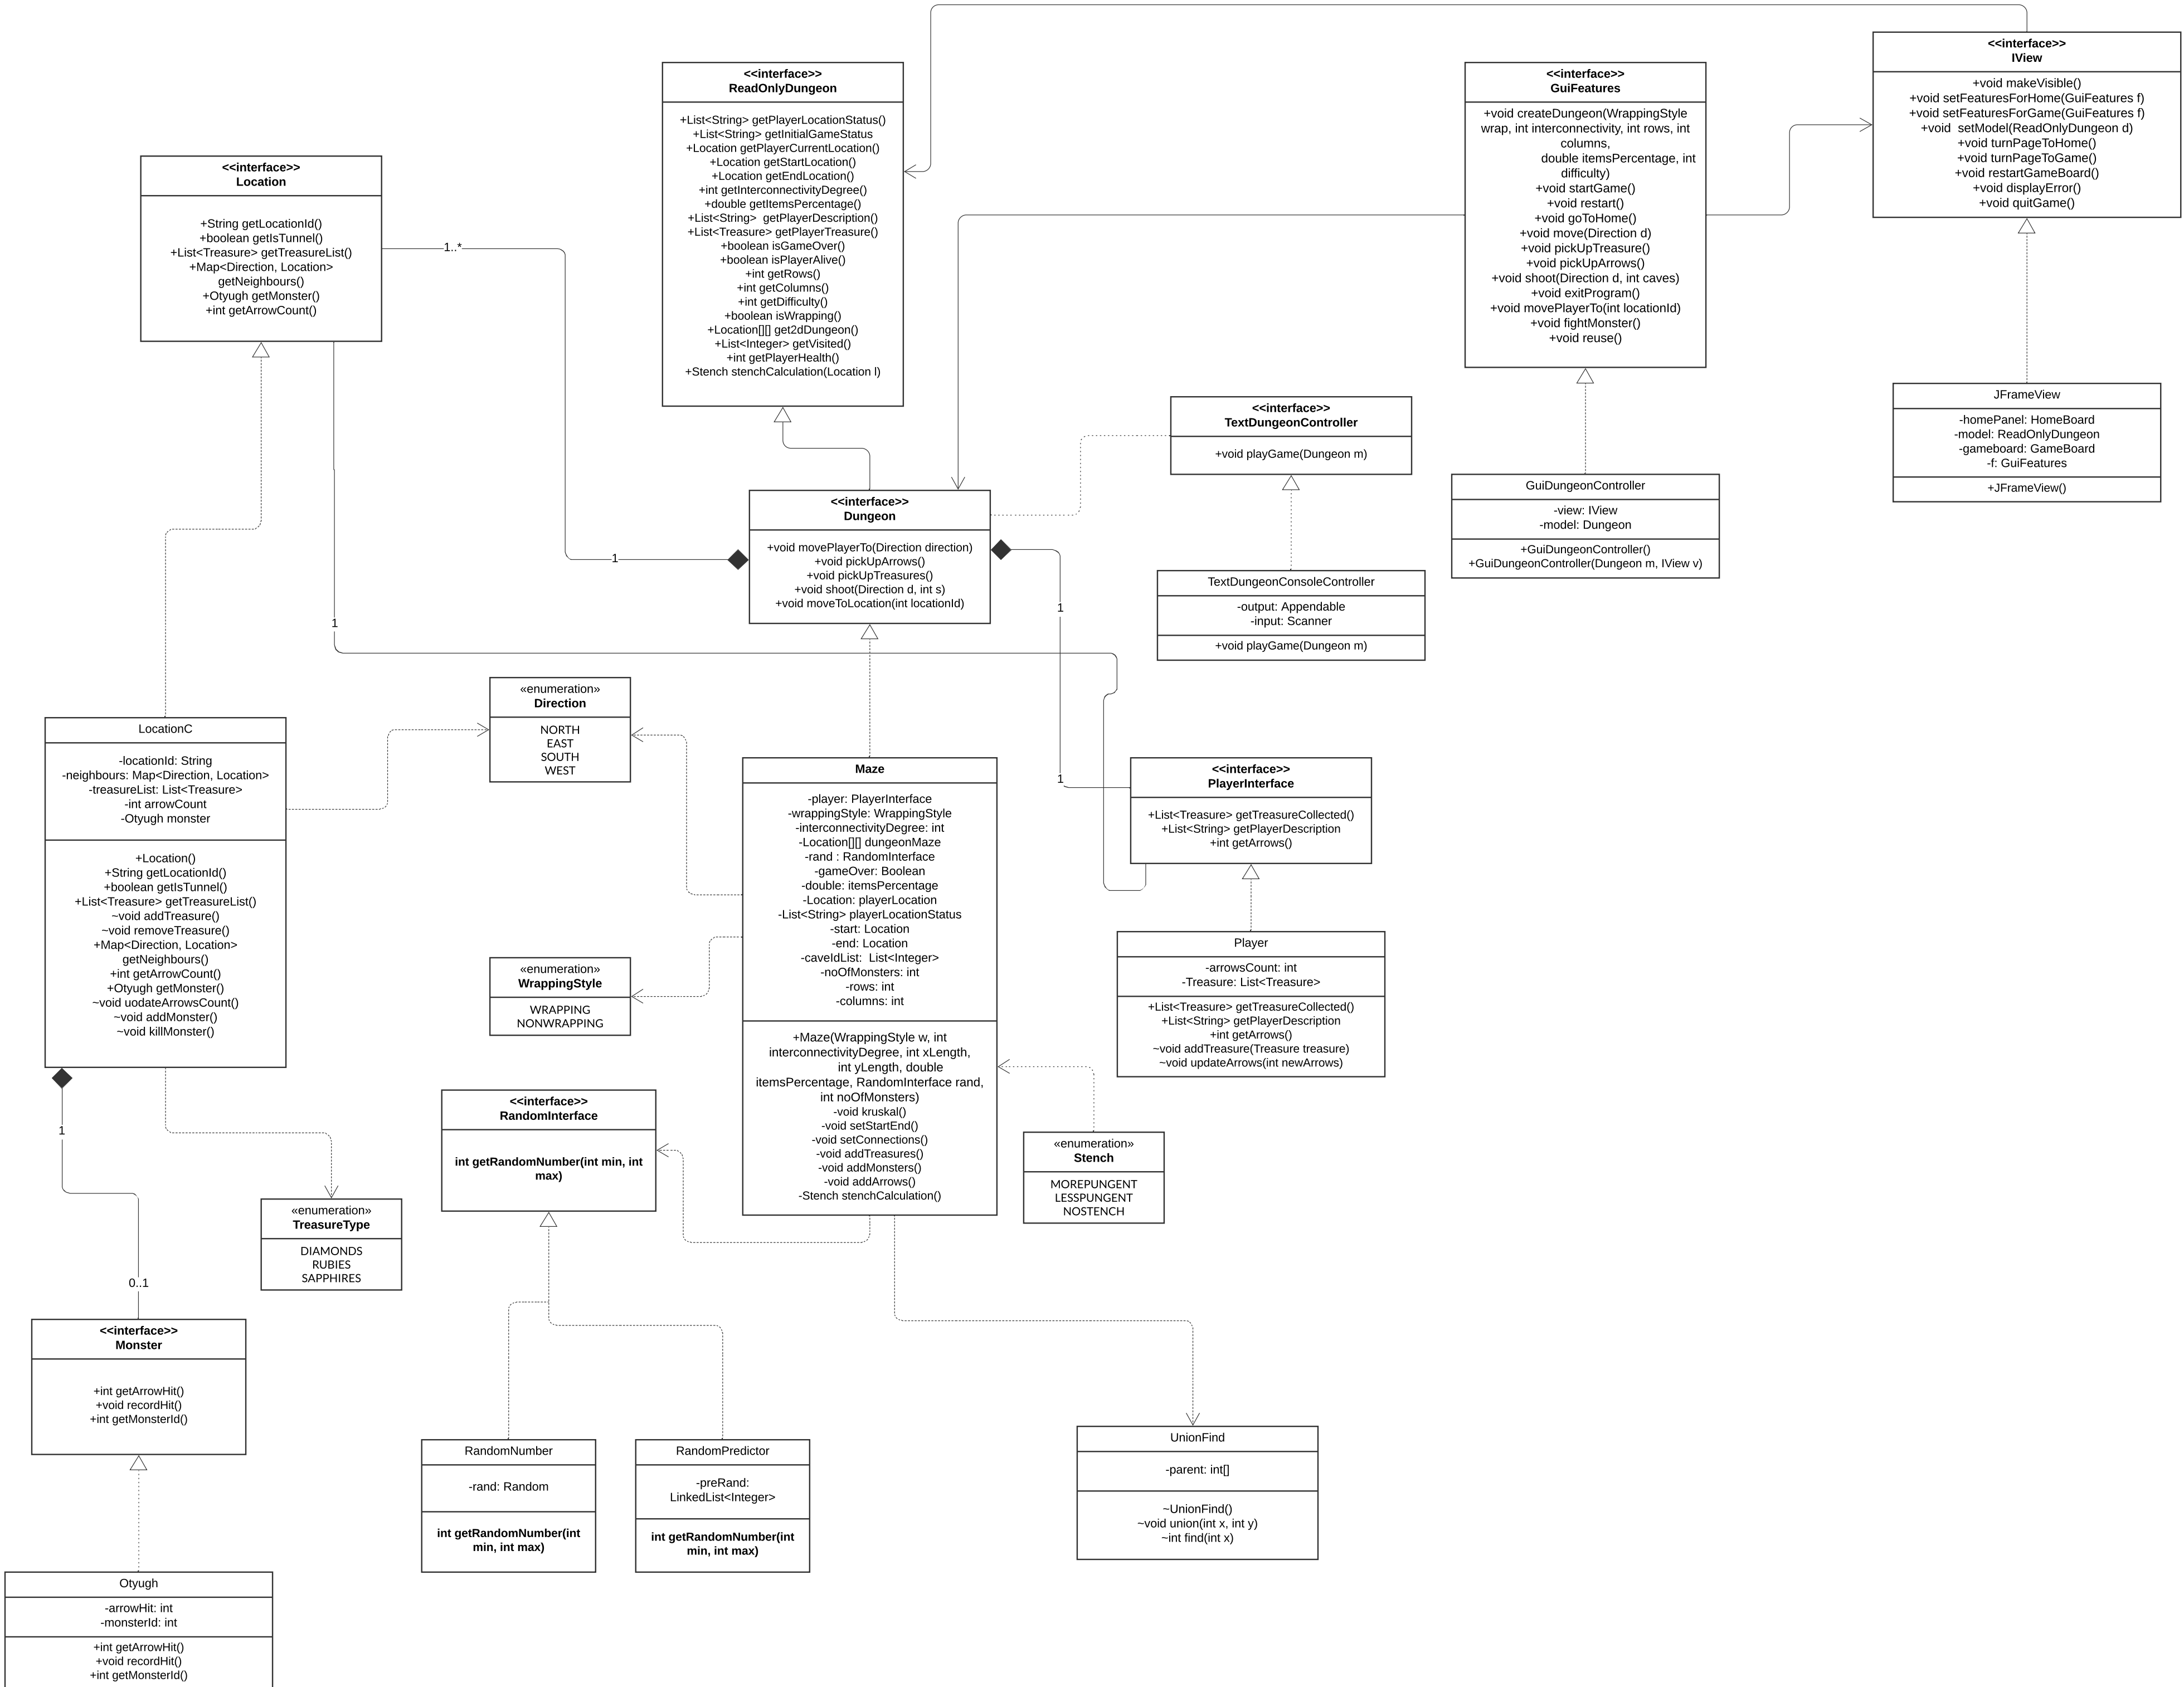 <<interface>>
IView
+void makeVisible()
+void setFeaturesForHome(GuiFeatures f)
+void setFeaturesForGame(GuiFeatures f)
+void  setModel(ReadOnlyDungeon d)
+void turnPageToHome()
+void turnPageToGame()
+void restartGameBoard()
+void displayError()
+void quitGame()
<<interface>>
ReadOnlyDungeon
+List<String> getPlayerLocationStatus()
+List<String> getInitialGameStatus
+Location getPlayerCurrentLocation()
+Location getStartLocation()
+Location getEndLocation()
+int getInterconnectivityDegree()
+double getItemsPercentage()
+List<String>  getPlayerDescription()
+List<Treasure> getPlayerTreasure()
+boolean isGameOver()
+boolean isPlayerAlive()
+int getRows()
+int getColumns()
+int getDifficulty()
+boolean isWrapping()
+Location[][] get2dDungeon()
+List<Integer> getVisited()
+int getPlayerHealth()
+Stench stenchCalculation(Location l)
<<interface>>
GuiFeatures
+void createDungeon(WrappingStyle
wrap, int interconnectivity, int rows, int
columns,
double itemsPercentage, int
difficulty)
+void startGame()
+void restart()
+void goToHome()
+void move(Direction d)
+void pickUpTreasure()
+void pickUpArrows()
+void shoot(Direction d, int caves)
+void exitProgram()
+void movePlayerTo(int locationId)
+void fightMonster()
+void reuse()
<<interface>>
Location
+String getLocationId()
+boolean getIsTunnel()
+List<Treasure> getTreasureList()
+Map<Direction, Location>
getNeighbours()
+Otyugh getMonster()
+int getArrowCount()
1..*
1
1
JFrameView
-homePanel: HomeBoard
-model: ReadOnlyDungeon
-gameboard: GameBoard
-f: GuiFeatures
+JFrameView()
<<interface>>
TextDungeonController
+void playGame(Dungeon m)
GuiDungeonController
-view: IView
-model: Dungeon
+GuiDungeonController()
+GuiDungeonController(Dungeon m, IView v)
<<interface>>
Dungeon
+void movePlayerTo(Direction direction)
+void pickUpArrows()
+void pickUpTreasures()
+void shoot(Direction d, int s)
+void moveToLocation(int locationId)
1
1
TextDungeonConsoleController
-output: Appendable
-input: Scanner
+void playGame(Dungeon m)
«enumeration»
Direction
NORTH
EAST
SOUTH
WEST
LocationC
-locationId: String
-neighbours: Map<Direction, Location>
-treasureList: List<Treasure>
-int arrowCount
-Otyugh monster
+Location()
+String getLocationId()
+boolean getIsTunnel()
+List<Treasure> getTreasureList()
~void addTreasure()
~void removeTreasure()
+Map<Direction, Location>
getNeighbours()
+int getArrowCount()
+Otyugh getMonster()
~void uodateArrowsCount()
~void addMonster()
~void killMonster()
Maze
-player: PlayerInterface
-wrappingStyle: WrappingStyle
-interconnectivityDegree: int
-Location[][] dungeonMaze
-rand : RandomInterface
-gameOver: Boolean
-double: itemsPercentage
-Location: playerLocation
-List<String> playerLocationStatus
-start: Location
-end: Location
-caveIdList:  List<Integer>
-noOfMonsters: int
-rows: int
-columns: int
+Maze(WrappingStyle w, int
interconnectivityDegree, int xLength,
int yLength, double
itemsPercentage, RandomInterface rand,
int noOfMonsters)
-void kruskal()
-void setStartEnd()
-void setConnections()
-void addTreasures()
-void addMonsters()
-void addArrows()
-Stench stenchCalculation()
<<interface>>
PlayerInterface
+List<Treasure> getTreasureCollected()
+List<String> getPlayerDescription
+int getArrows()
Player
-arrowsCount: int
-Treasure: List<Treasure>
+List<Treasure> getTreasureCollected()
+List<String> getPlayerDescription
+int getArrows()
~void addTreasure(Treasure treasure)
~void updateArrows(int newArrows)
«enumeration»
WrappingStyle
WRAPPING
NONWRAPPING
<<interface>>
RandomInterface
int getRandomNumber(int min, int
max)
«enumeration»
Stench
MOREPUNGENT
LESSPUNGENT
NOSTENCH
1
0..1
«enumeration»
TreasureType
DIAMONDS
RUBIES
SAPPHIRES
<<interface>>
Monster
+int getArrowHit()
+void recordHit()
+int getMonsterId()
RandomNumber
-rand: Random
int getRandomNumber(int
min, int max)
RandomPredictor
-preRand:
LinkedList<Integer>
int getRandomNumber(int
min, int max)
UnionFind
-parent: int[]
~UnionFind()
~void union(int x, int y)
~int find(int x)
Otyugh
-arrowHit: int
-monsterId: int
+int getArrowHit()
+void recordHit()
+int getMonsterId()